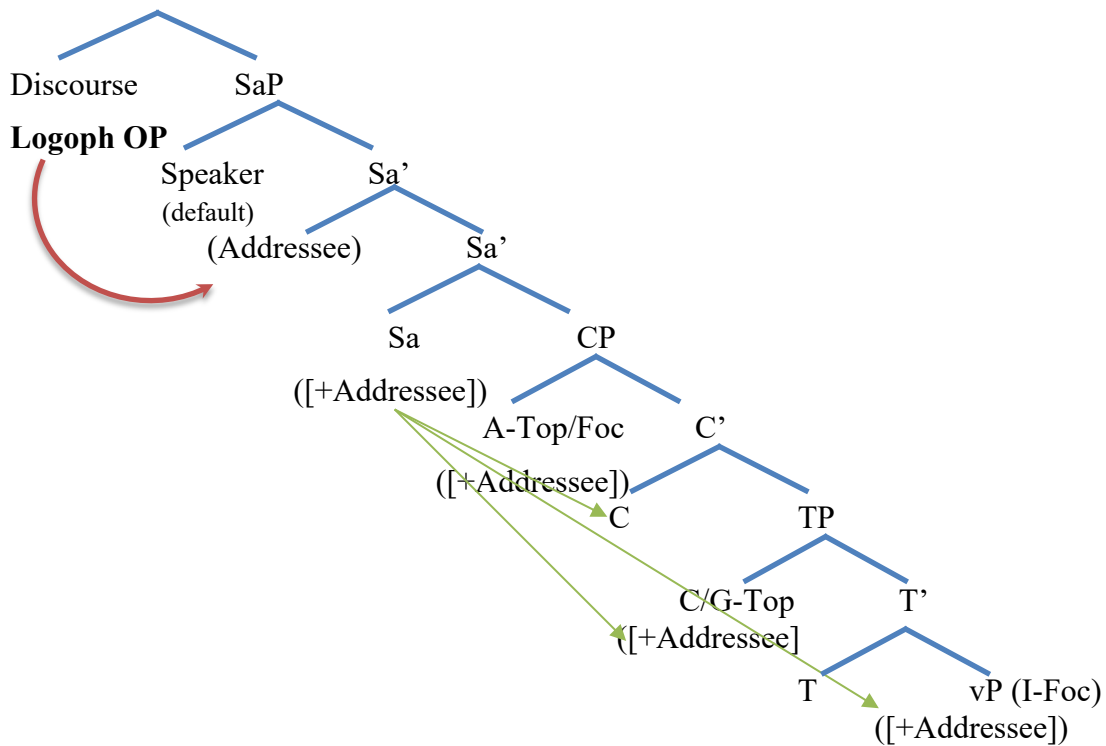 Discourse SaP
Logoph OP
Speaker Sa’
(default)
(Addressee) Sa’
Sa CP
([+Addressee])
A-Top/Foc C’
([+Addressee])
C TP
C/G-Top T’
([+Addressee]
T vP (I-Foc)
([+Addressee])